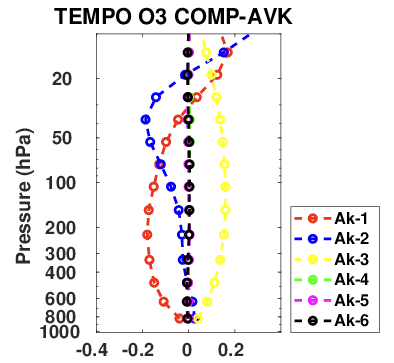 TEMPO O3 COMP-AVK
Pressure (hPa)
20
50
100
200
300
400
600
800
1000
-0.4 -0.2 0 0.2
Ak-1
Ak-2
Ak-3
Ak-4
Ak-5
Ak-6